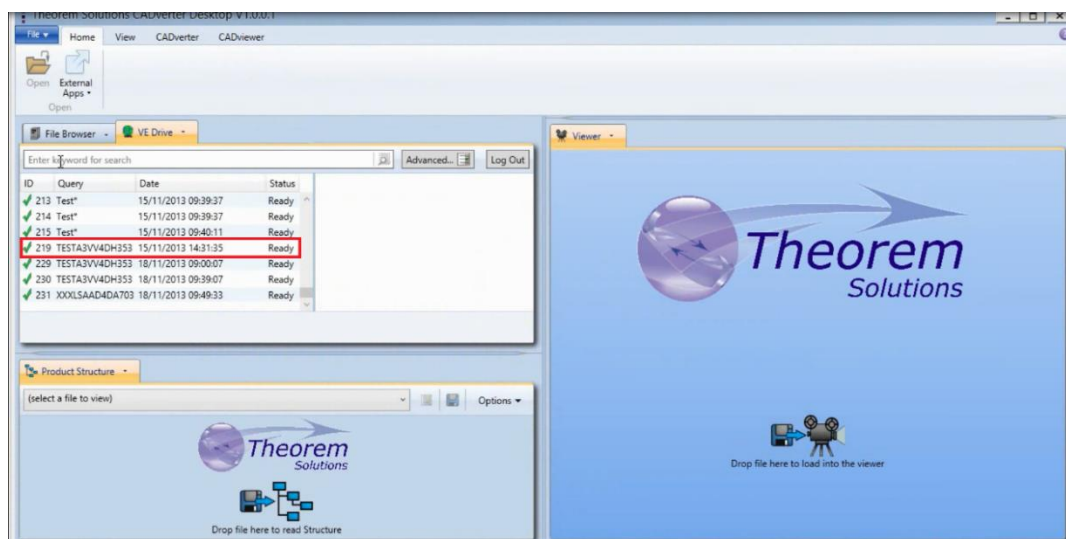 Theorem Solutions CADverter Desktop V1.0.0.1
File Home View CADverter CADviewer
Open External Apps
Open
File Browser VE Drive
Enter keyword for search Advanced... Log Out
ID Query Date Status
213 Test* 15/11/2013 09:39:37 Ready
214 Test* 15/11/2013 09:39:37 Ready
215 Test* 15/11/2013 09:40:11 Ready
219 TESTA3VV4DH353 15/11/2013 14:31:35 Ready
229 TESTA3VV4DH353 18/11/2013 09:00:07 Ready
230 TESTA3VV4DH353 18/11/2013 09:39:07 Ready
231 XXXLSAAD4DA703 18/11/2013 09:49:33 Ready
Product Structure
(select a file to view) Options
Theorem
Solutions
Drop file here to read Structure
Viewer
Theorem
Solutions
Drop file here to load into the viewer